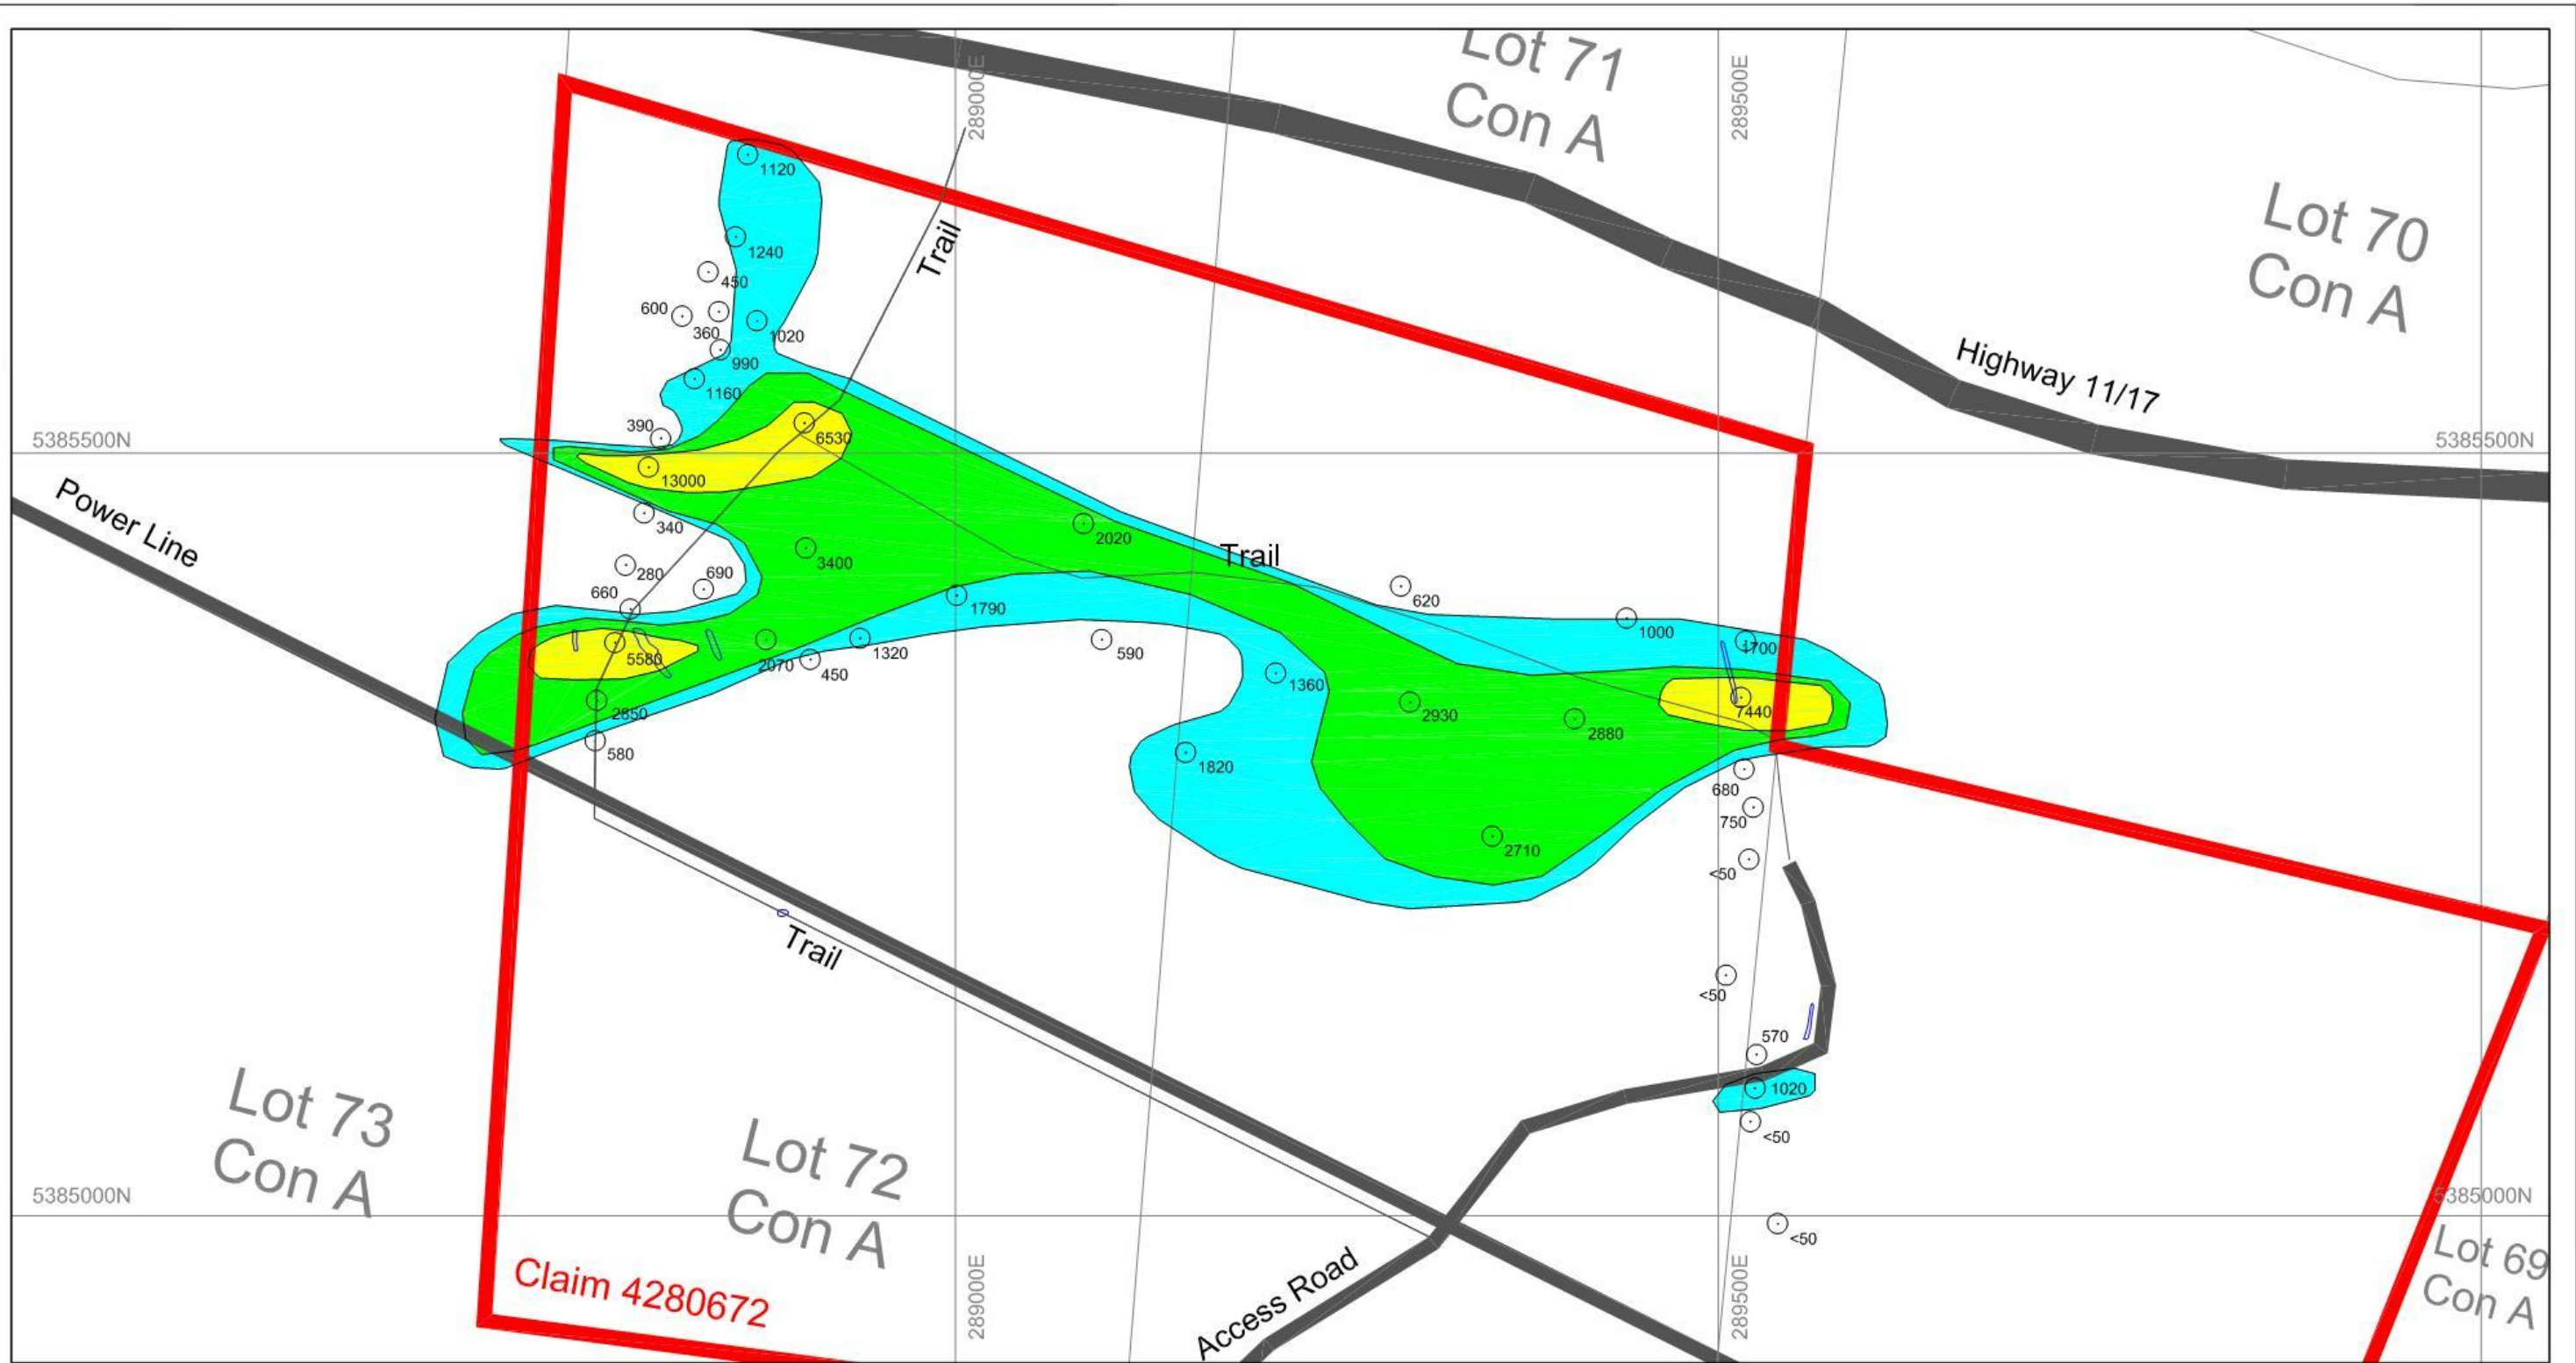 Lot 71
Con A
289000E
289500E
Lot 70
Con A
1120
Trail
1240
450
600
360
1020
990
1160
Highway 11/17
390
6530
5385500N
5385500N
13000
Power Line
340
2020
3400
Trail
280
690
660
1790
620
1000
1700
5580
2070
450
1320
590
1360
2850
2930
2880
7440
580
1820
680
750
2710
<50
Trail
<50
570
1020
<50
Lot 73
Con A
Lot 72
Con A
5385000N
5385000N
<50
Lot 69
Con A
289000E
289500E
Access Road
Claim 4280672